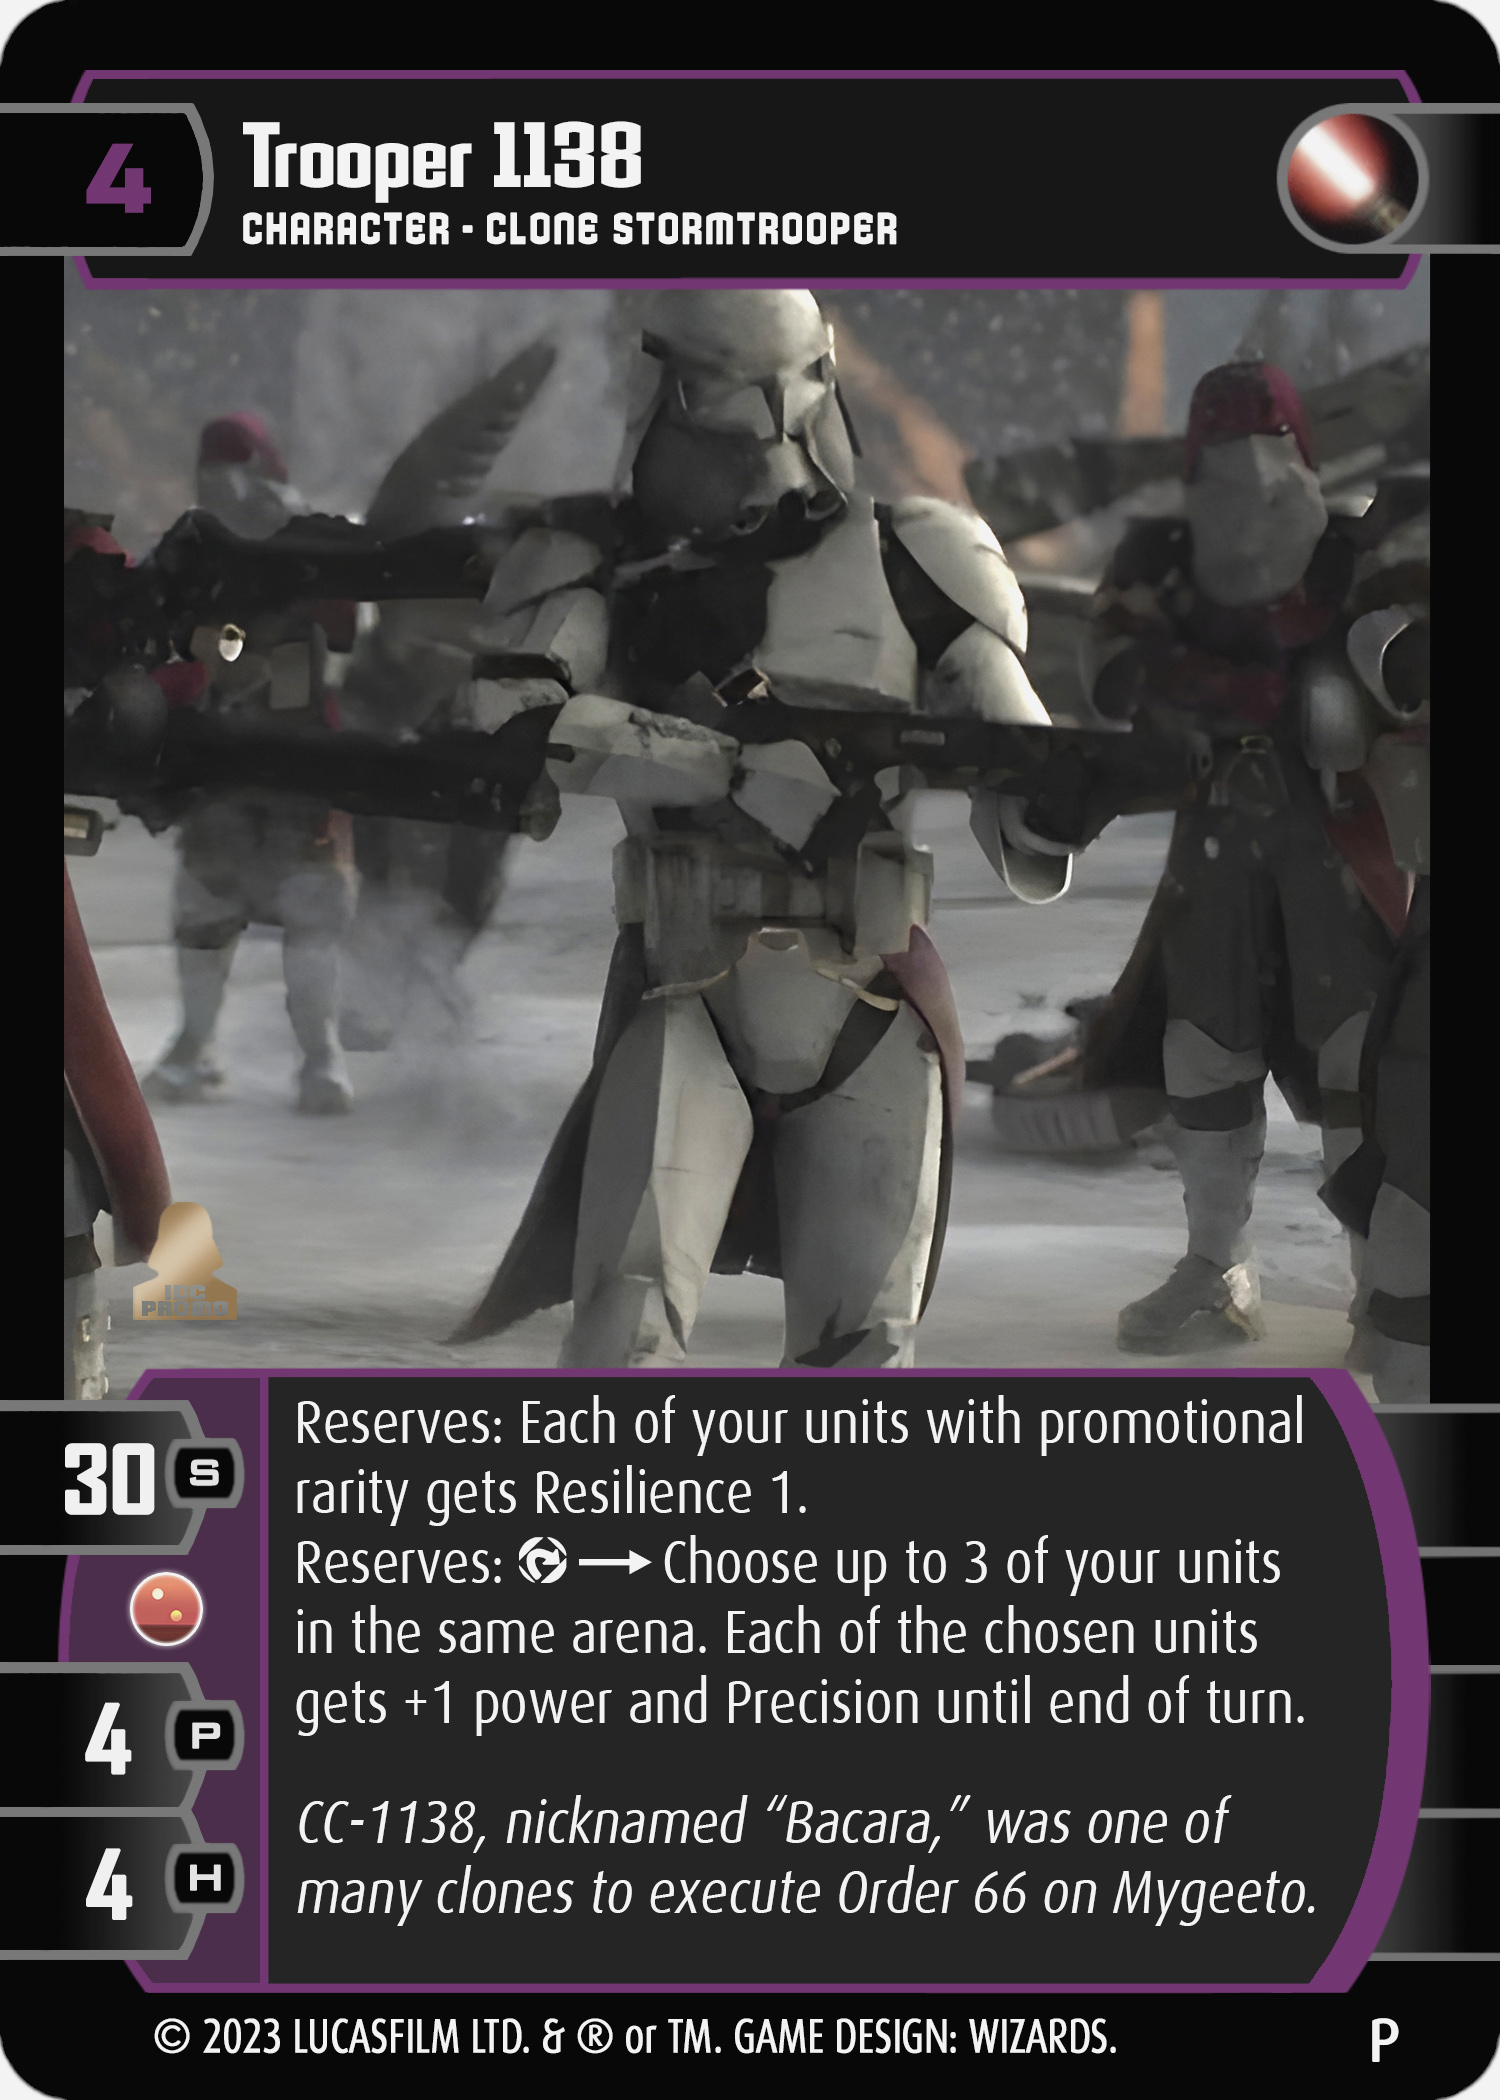 4
Trooper 1138
CHARACTER - CLONE STORMTROOPER
IDC
PROMO
30 S
4 P
4 H
Reserves: Each of your units with promotional
rarity gets Resilience 1.
Reserves: Choose up to 3 of your units
in the same arena. Each of the chosen units
gets +1 power and Precision until end of turn.
CC-1138, nicknamed “Bacara,” was one of
many clones to execute Order 66 on Mygeeto.
© 2023 LUCASFILM LTD. & ® or TM. GAME DESIGN: WIZARDS.
P